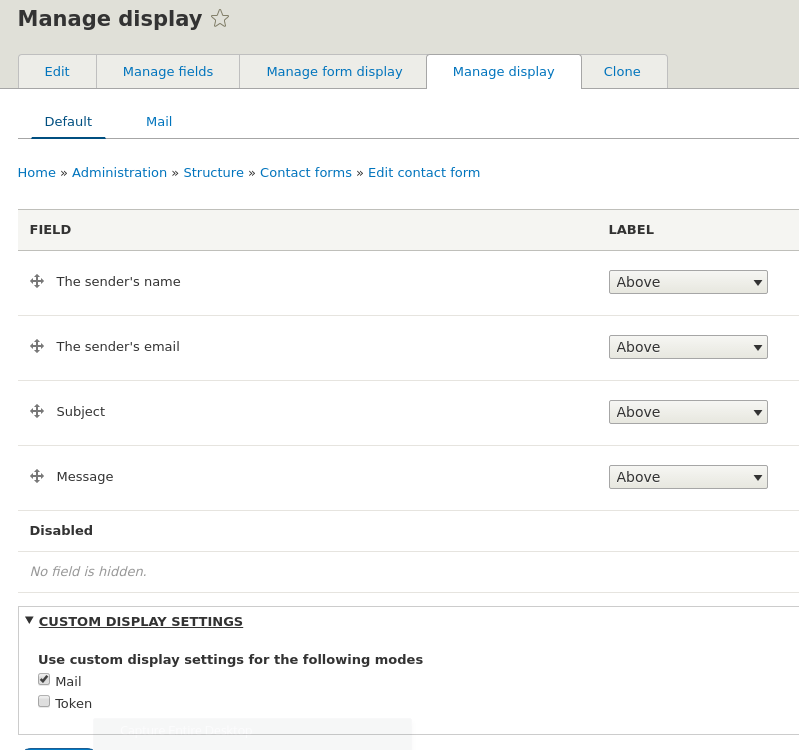 Manage display
Edit
Manage fields
Manage form display
Manage display
Clone
Default
Mail
Home » Administration » Structure » Contact forms » Edit contact form
FIELD LABEL
The sender's name Above
The sender's email Above
Subject Above
Message Above
Disabled
No field is hidden.
CUSTOM DISPLAY SETTINGS
Use custom display settings for the following modes
Mail
Token